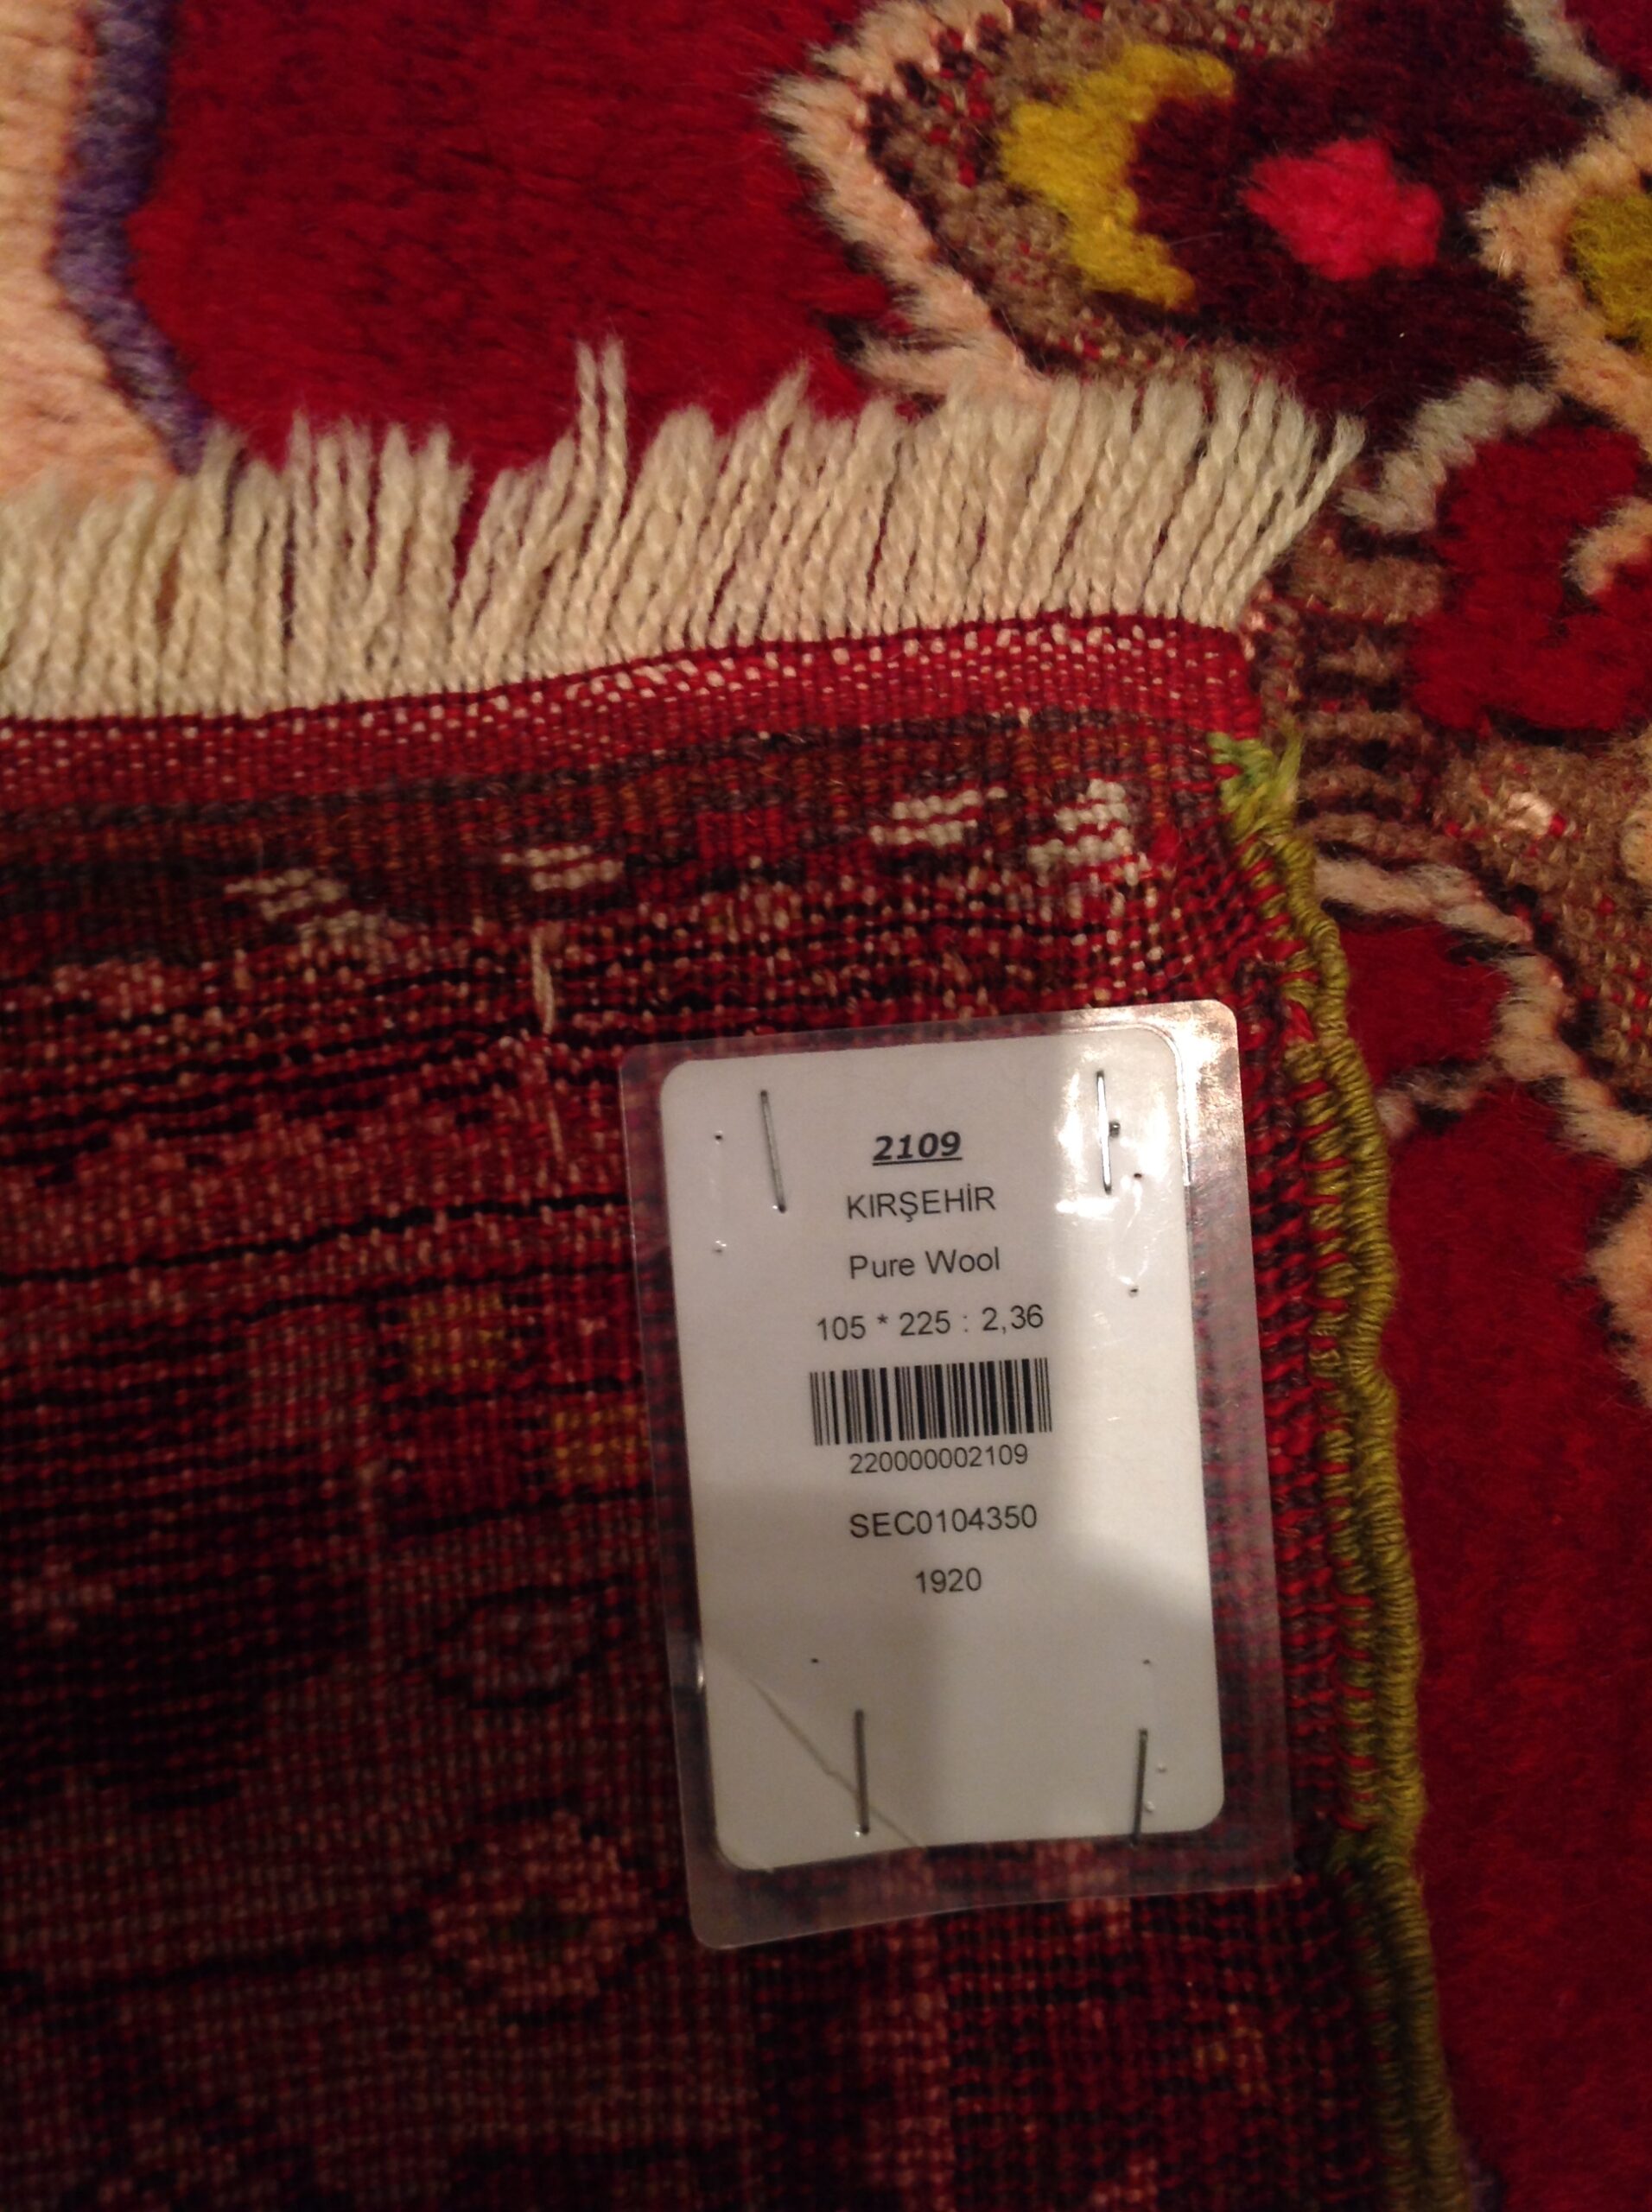 2109
KIRŞEHİR
Pure Wool
105 * 225 : 2,36
220000002109
SEC0104350
1920